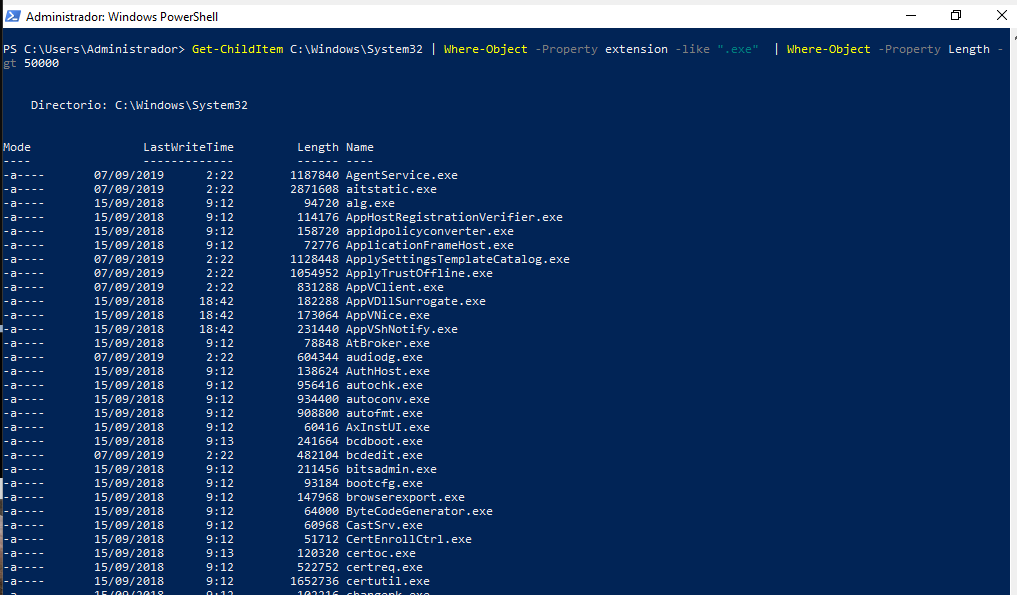 Administrador: Windows PowerShell
PS C:\Users\Administrador> Get-ChildItem C:\Windows\System32 | Where-Object -Property extension -like ".exe"  | Where-Object -Property Length -
gt 50000
    Directorio: C:\Windows\System32
Mode                LastWriteTime         Length Name
----                -------------         ------ ----
-a----       07/09/2019      2:22        1187840 AgentService.exe
-a----       07/09/2019      2:22        2871608 aitstatic.exe
-a----       15/09/2018      9:12          94720 alg.exe
-a----       15/09/2018      9:12         114176 AppHostRegistrationVerifier.exe
-a----       15/09/2018      9:12         158720 appidpolicyconverter.exe
-a----       15/09/2018      9:12          72776 ApplicationFrameHost.exe
-a----       07/09/2019      2:22        1128448 ApplySettingsTemplateCatalog.exe
-a----       07/09/2019      2:22        1054952 ApplyTrustOffline.exe
-a----       07/09/2019      2:22         831288 AppVClient.exe
-a----       15/09/2018     18:42         182288 AppVDllSurrogate.exe
-a----       15/09/2018     18:42         173064 AppVNice.exe
-a----       15/09/2018     18:42         231440 AppVShNotify.exe
-a----       15/09/2018      9:12          78848 AtBroker.exe
-a----       07/09/2019      2:22         604344 audiodg.exe
-a----       15/09/2018      9:12         138624 AuthHost.exe
-a----       15/09/2018      9:12         956416 autochk.exe
-a----       15/09/2018      9:12         934400 autoconv.exe
-a----       15/09/2018      9:12         908800 autofmt.exe
-a----       15/09/2018      9:12          60416 AxInstUI.exe
-a----       15/09/2018      9:13         241664 bcdboot.exe
-a----       07/09/2019      2:22         482104 bcdedit.exe
-a----       15/09/2018      9:12         211456 bitsadmin.exe
-a----       15/09/2018      9:12          93184 bootcfg.exe
-a----       15/09/2018      9:12         147968 browserexport.exe
-a----       15/09/2018      9:12          64000 ByteCodeGenerator.exe
-a----       15/09/2018      9:12          60968 CastSrv.exe
-a----       15/09/2018      9:12          51712 CertEnrollCtrl.exe
-a----       15/09/2018      9:13         120320 certoc.exe
-a----       15/09/2018      9:12         522752 certreq.exe
-a----       15/09/2018      9:12        1652736 certutil.exe
-a----       15/09/2018      9:12         102216 changepk.exe